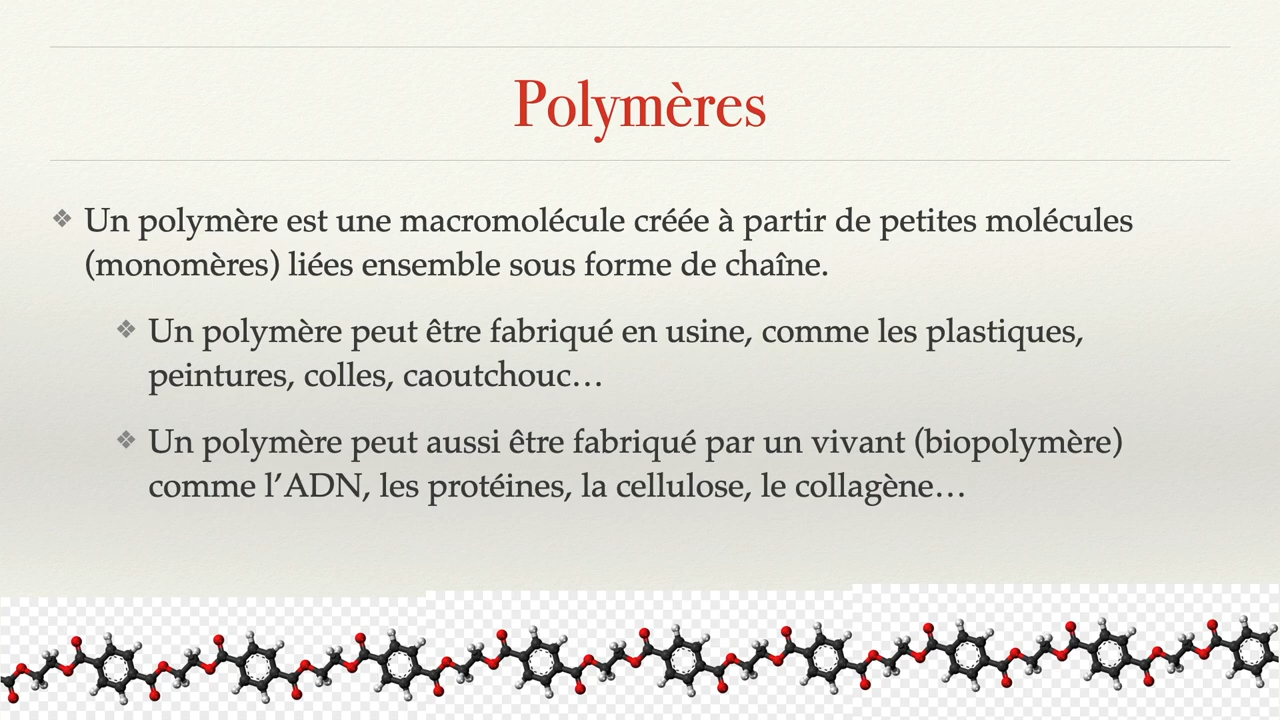 Polymères
❖ Un polymère est une macromolécule créée à partir de petites molécules
(monomères) liées ensemble sous forme de chaîne.
❖ Un polymère peut être fabriqué en usine, comme les plastiques,
peintures, colles, caoutchouc…
❖ Un polymère peut aussi être fabriqué par un vivant (biopolymère)
comme l’ADN, les protéines, la cellulose, le collagène…